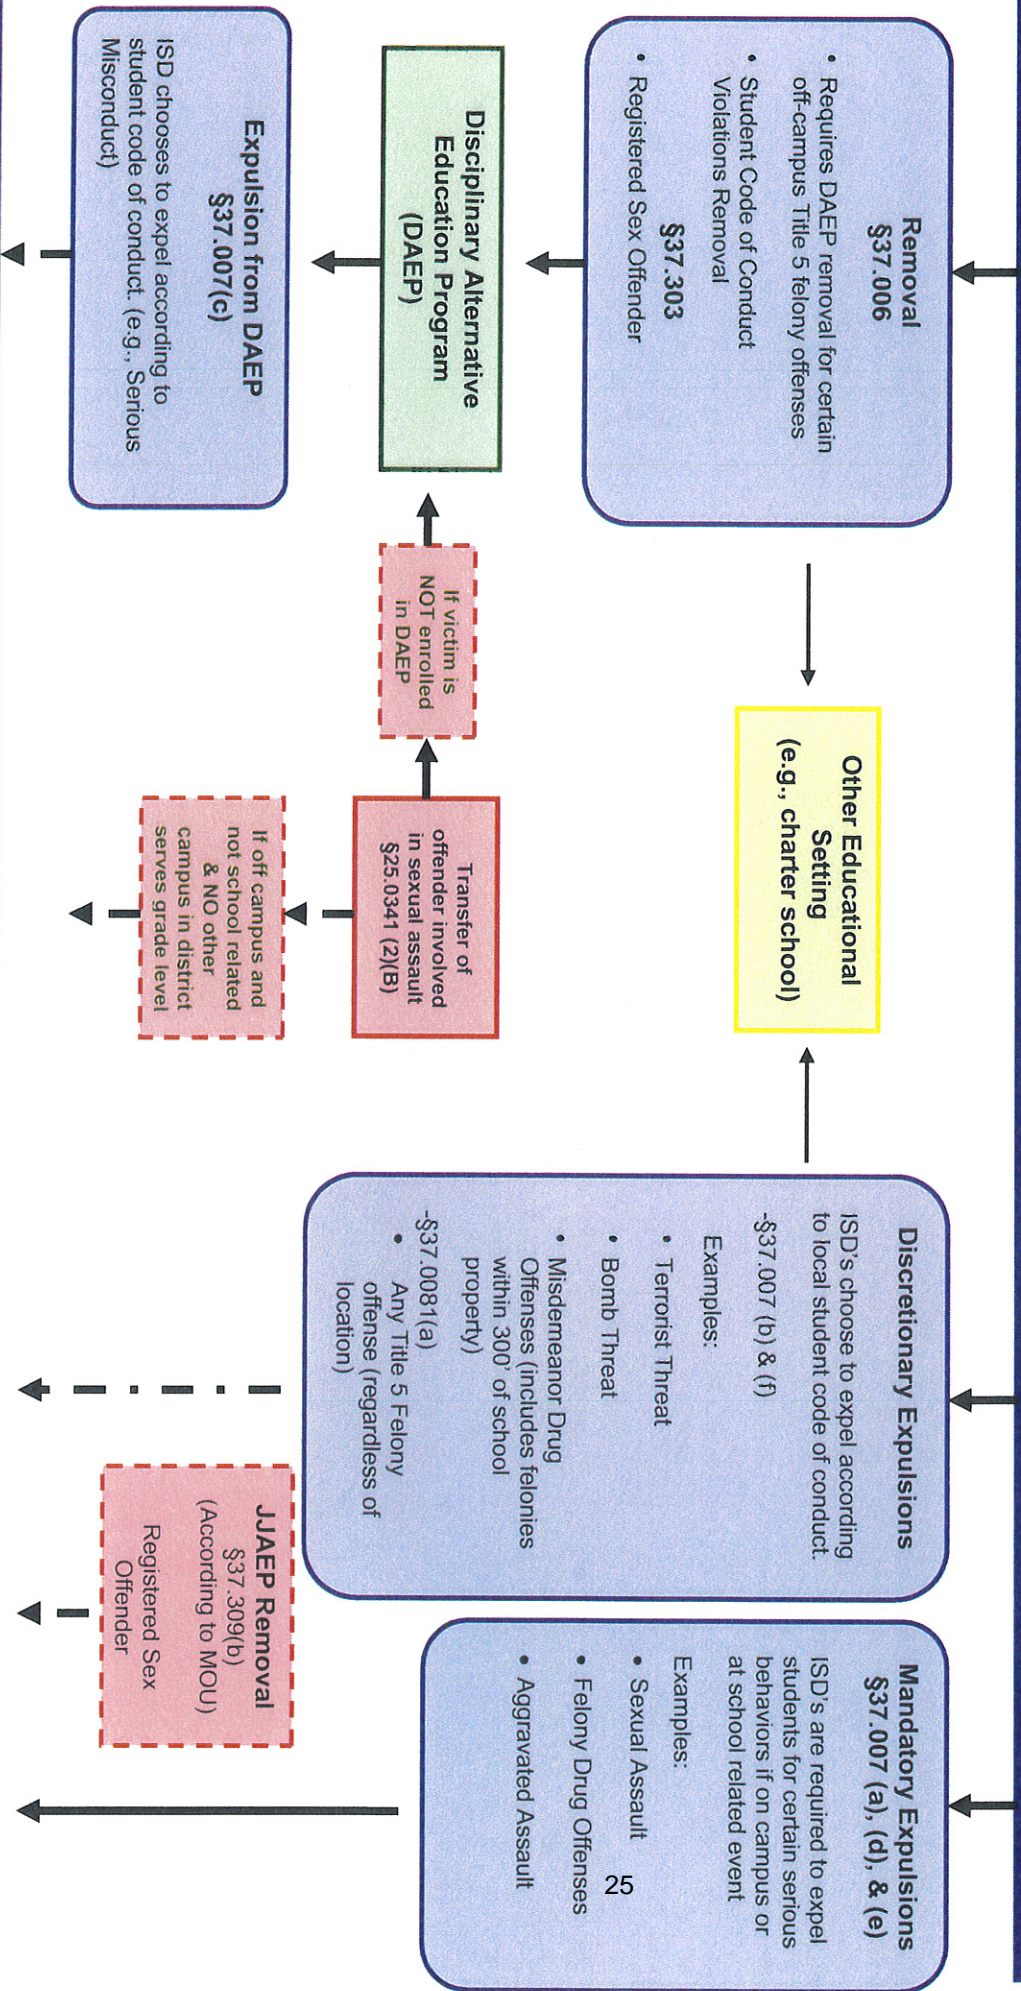 Removal
§37.006
• Requires DAEP removal for certain
off-campus Title 5 felony offenses
• Student Code of Conduct
Violations Removal
§37.303
• Registered Sex Offender
Disciplinary Alternative
Education Program
(DAEP)
Expulsion from DAEP
§37.007(c)
ISD chooses to expel according to
student code of conduct. (e.g., Serious
Misconduct)
Other Educational
Setting
(e.g., charter school)
If victim is
NOT enrolled
in DAEP
Transfer of
offender involved
in sexual assault
§25.0341 (2)(B)
If off campus and
not school related
& NO other
campus in district
serves grade level
Discretionary Expulsions
ISD's choose to expel according
to local student code of conduct.
-§37.007 (b) & (f)
Examples:
• Terrorist Threat
• Bomb Threat
• Misdemeanor Drug
Offenses (includes felonies
within 300' of school
property)
-§37.0081(a)
• Any Title 5 Felony
offense (regardless of
location)
JJAEP Removal
§37.309(b)
(According to MOU)
Registered Sex
Offender
Mandatory Expulsions
§37.007 (a), (d), & (e)
ISD's are required to expel
students for certain serious
behaviors if on campus or
at school related event
Examples:
• Sexual Assault
• Felony Drug Offenses
• Aggravated Assault
25